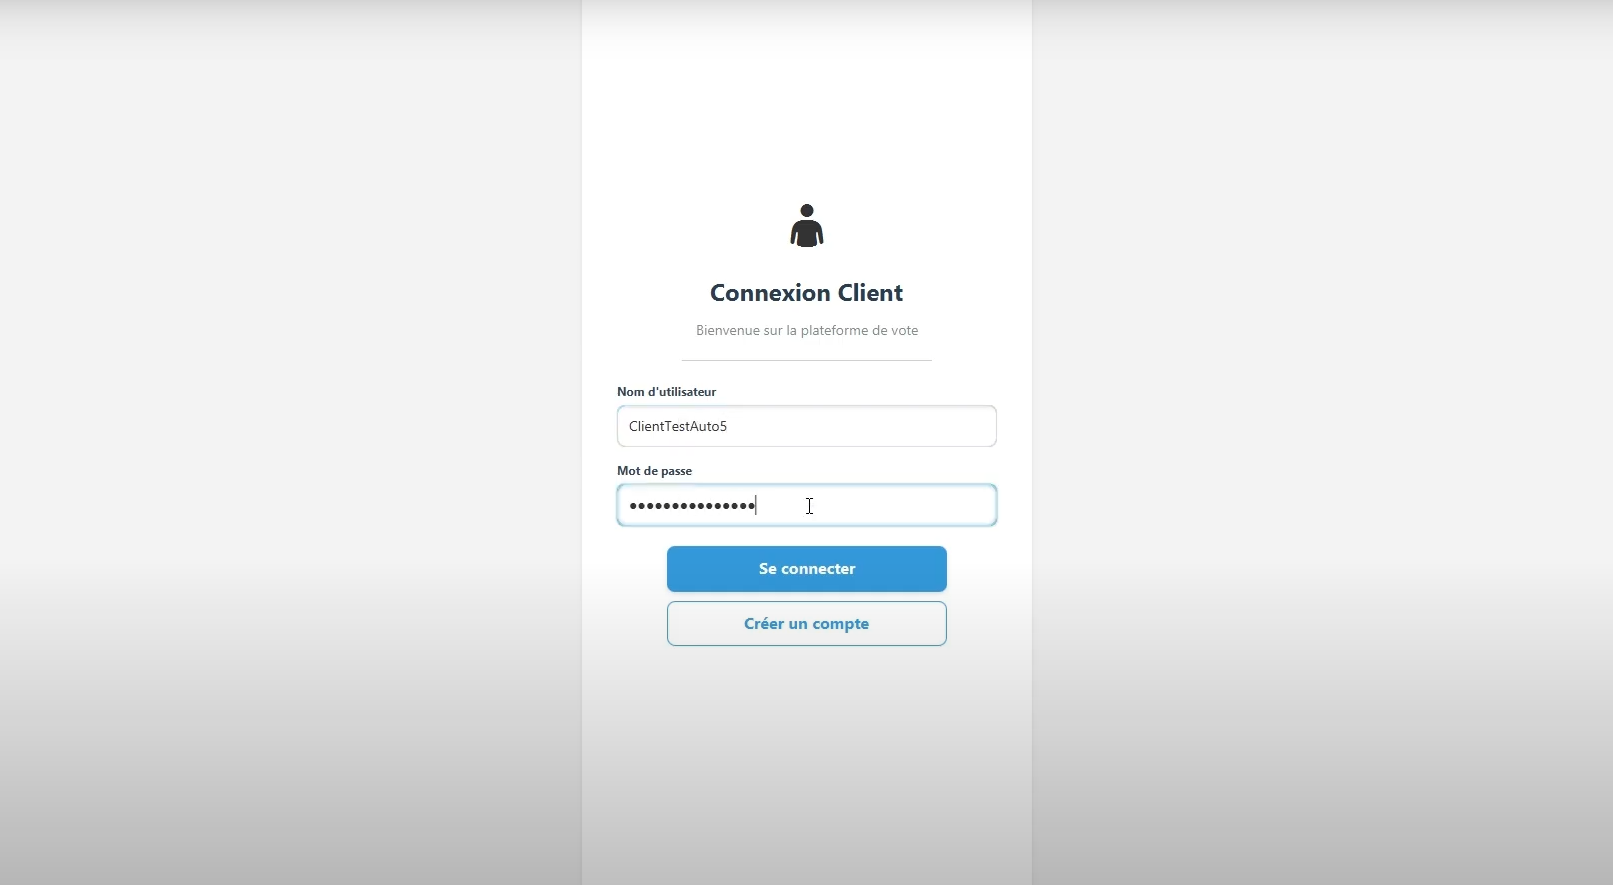 Connexion Client
Bienvenue sur la plateforme de vote
Nom d'utilisateur
ClientTestAuto5
Mot de passe
•••••••••••••••
Se connecter
Créer un compte